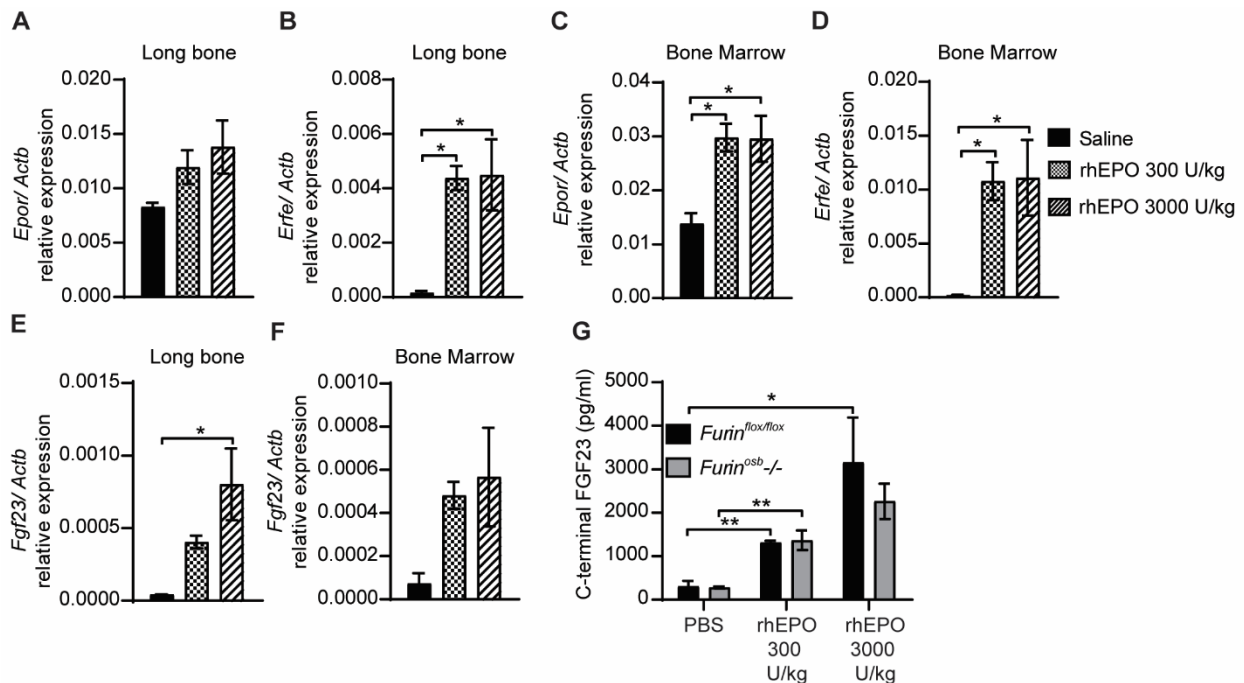 A
Long bone
Epor/ Actb
relative expression
0.020
0.015
0.010
0.005
0.000
B
Long bone
Erfe/ Actb
relative expression
0.008
0.006
0.004
0.002
0.000
*
*
C
Bone Marrow
Epor/ Actb
relative expression
0.04
0.03
0.02
0.01
0.00
*
*
D
Bone Marrow
Erfe/ Actb
relative expression
0.020
0.015
0.010
0.005
0.000
*
*
Saline
rhEPO 300 U/kg
rhEPO 3000 U/kg
E
Long bone
Fgf23/ Actb
relative expression
0.0015
0.0010
0.0005
0.0000
*
F
Bone Marrow
Fgf23/ Actb
relative expression
0.0010
0.0008
0.0006
0.0004
0.0002
0.0000
G
C-terminal FGF23 (pg/ml)
5000
4000
3000
2000
1000
0
*
Furin^flox/flox
Furin^osb-/-
**
**
PBS
rhEPO
300
U/kg
rhEPO
3000
U/kg